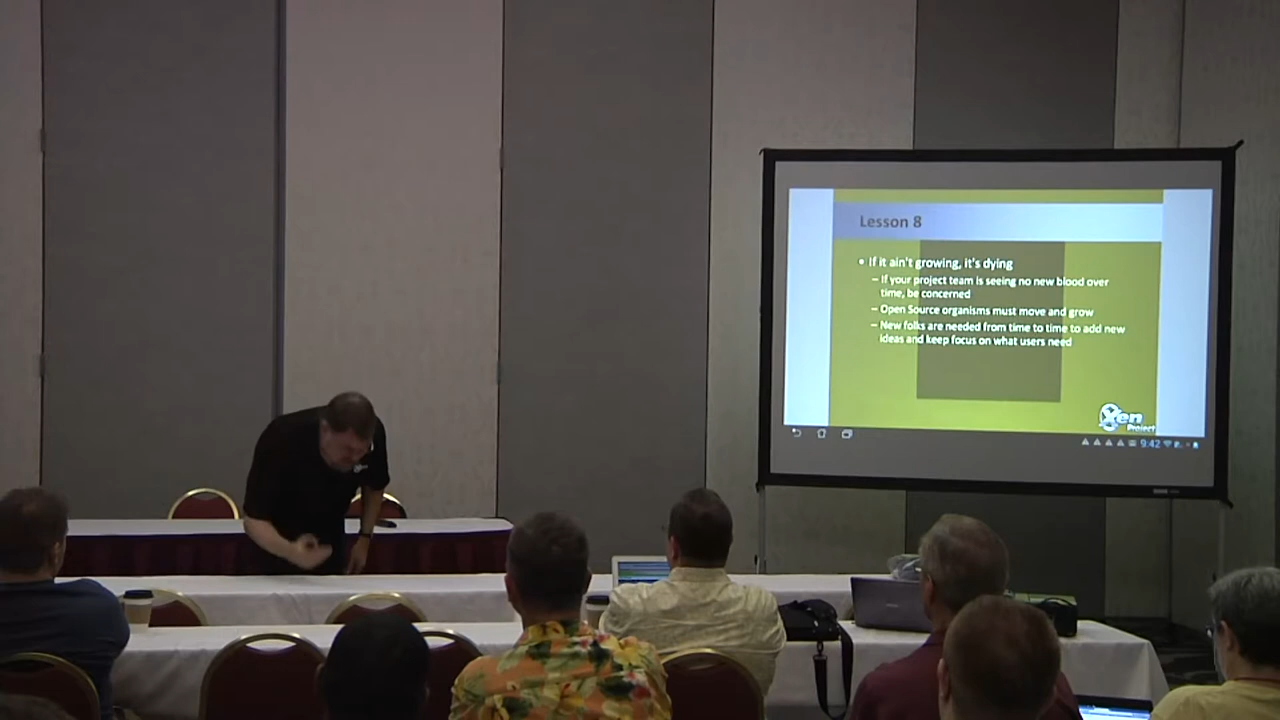 Lesson 8
• If it ain't growing, it's dying
– If your project team is seeing no new blood over
time, be concerned
– Open Source organisms must move and grow
– New folks are needed from time to time to add new
ideas and keep focus on what users need
Xen
Project
9:42